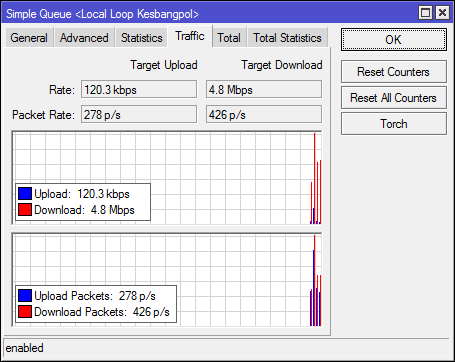 Simple Queue <Local Loop Kesbangpol>
General Advanced Statistics Traffic Total Total Statistics
OK
Target Upload Target Download
Reset Counters
Rate: 120.3 kbps 4.8 Mbps
Reset All Counters
Packet Rate: 278 p/s 426 p/s
Torch
Upload: 120.3 kbps
Download: 4.8 Mbps
Upload Packets: 278 p/s
Download Packets: 426 p/s
enabled